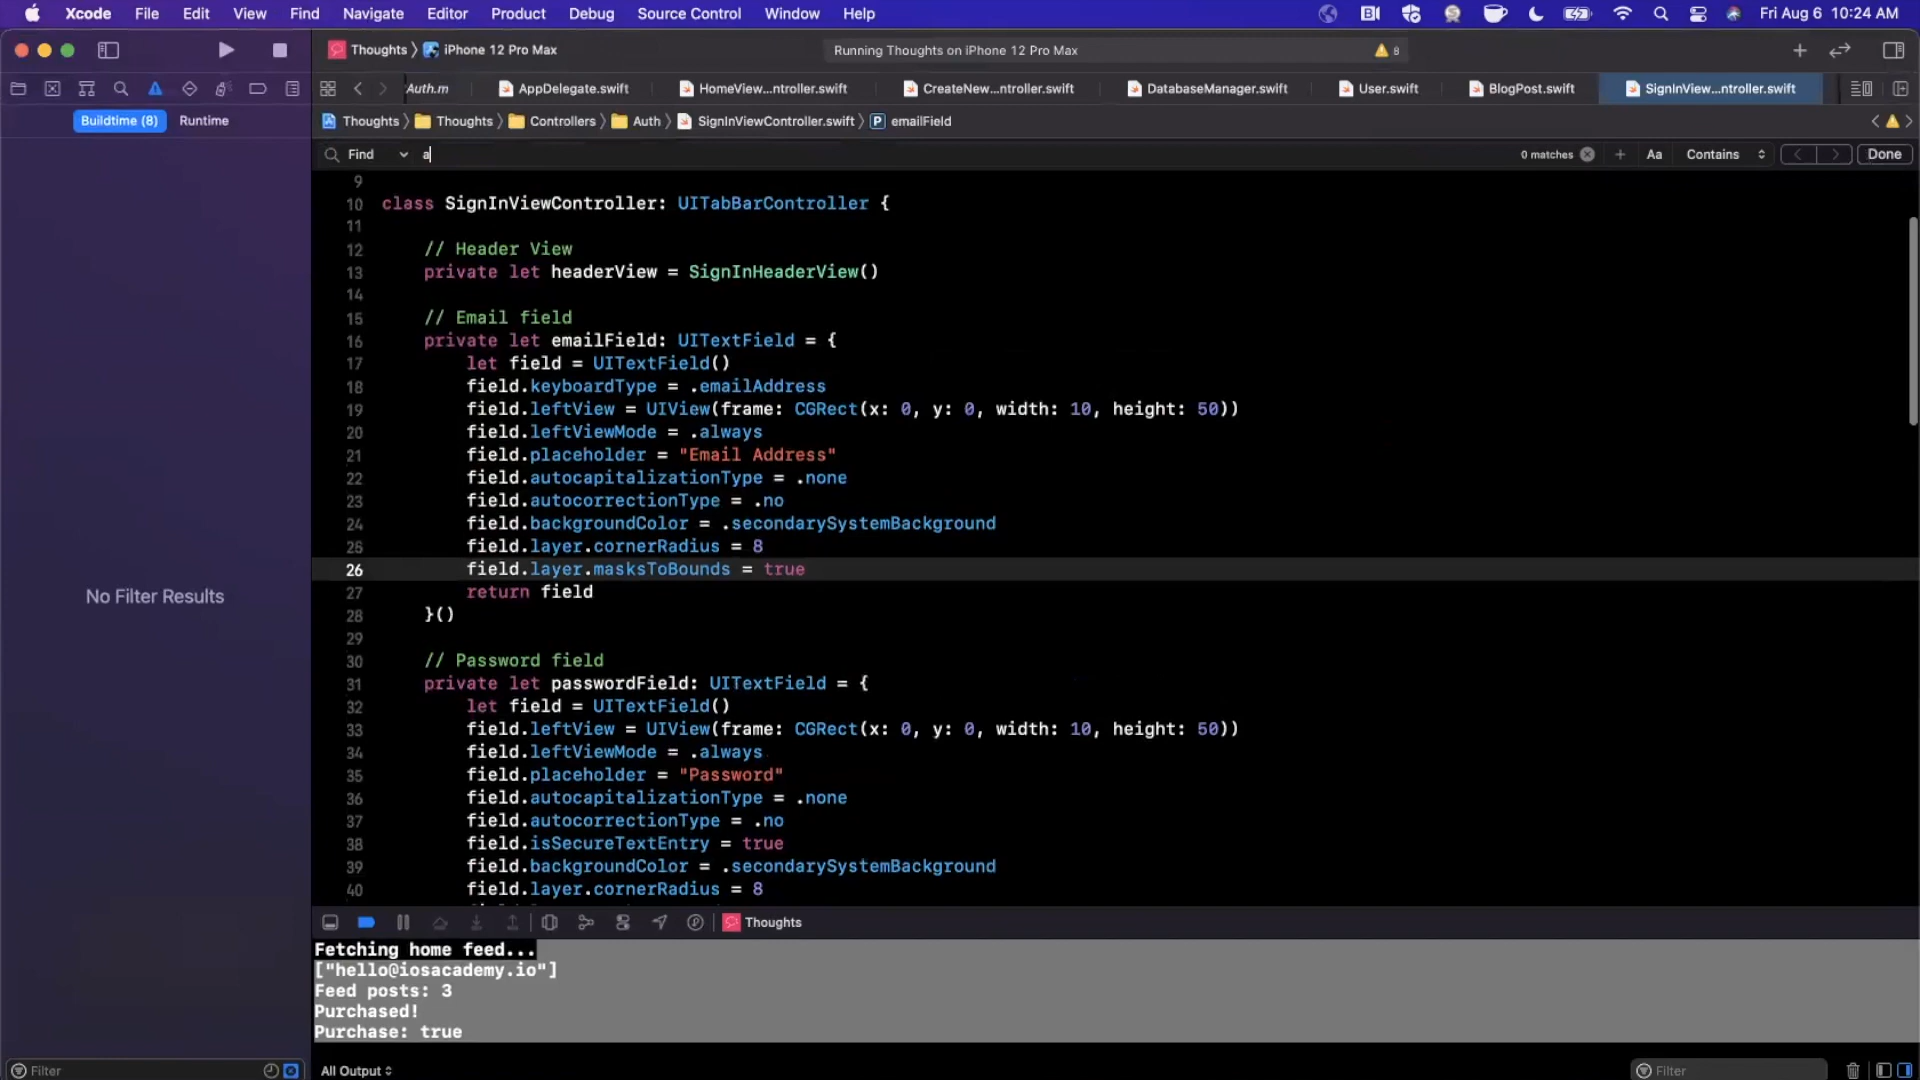 Xcode File Edit View Find Navigate Editor Product Debug Source Control Window Help Fri Aug 6 10:24 AM
Thoughts iPhone 12 Pro Max Running Thoughts on iPhone 12 Pro Max 8
Auth.m AppDelegate.swift HomeView...ntroller.swift CreateNew...ntroller.swift DatabaseManager.swift User.swift BlogPost.swift SignInView...ntroller.swift
Buildtime (8) Runtime
Thoughts Thoughts Controllers Auth SignInViewController.swift P emailField
Find a 0 matches Aa Contains Done
9
10 class SignInViewController: UITabBarController {
11
12 // Header View
13 private let headerView = SignInHeaderView()
14
15 // Email field
16 private let emailField: UITextField = {
17 let field = UITextField()
18 field.keyboardType = .emailAddress
19 field.leftView = UIView(frame: CGRect(x: 0, y: 0, width: 10, height: 50))
20 field.leftViewMode = .always
21 field.placeholder = "Email Address"
22 field.autocapitalizationType = .none
23 field.autocorrectionType = .no
24 field.backgroundColor = .secondarySystemBackground
25 field.layer.cornerRadius = 8
26 field.layer.masksToBounds = true
27 return field
28 }()
29
30 // Password field
31 private let passwordField: UITextField = {
32 let field = UITextField()
33 field.leftView = UIView(frame: CGRect(x: 0, y: 0, width: 10, height: 50))
34 field.leftViewMode = .always
35 field.placeholder = "Password"
36 field.autocapitalizationType = .none
37 field.autocorrectionType = .no
38 field.isSecureTextEntry = true
39 field.backgroundColor = .secondarySystemBackground
40 field.layer.cornerRadius = 8
No Filter Results
Thoughts
Fetching home feed...
["hello@iosacademy.io"]
Feed posts: 3
Purchased!
Purchase: true
Filter All Output Filter